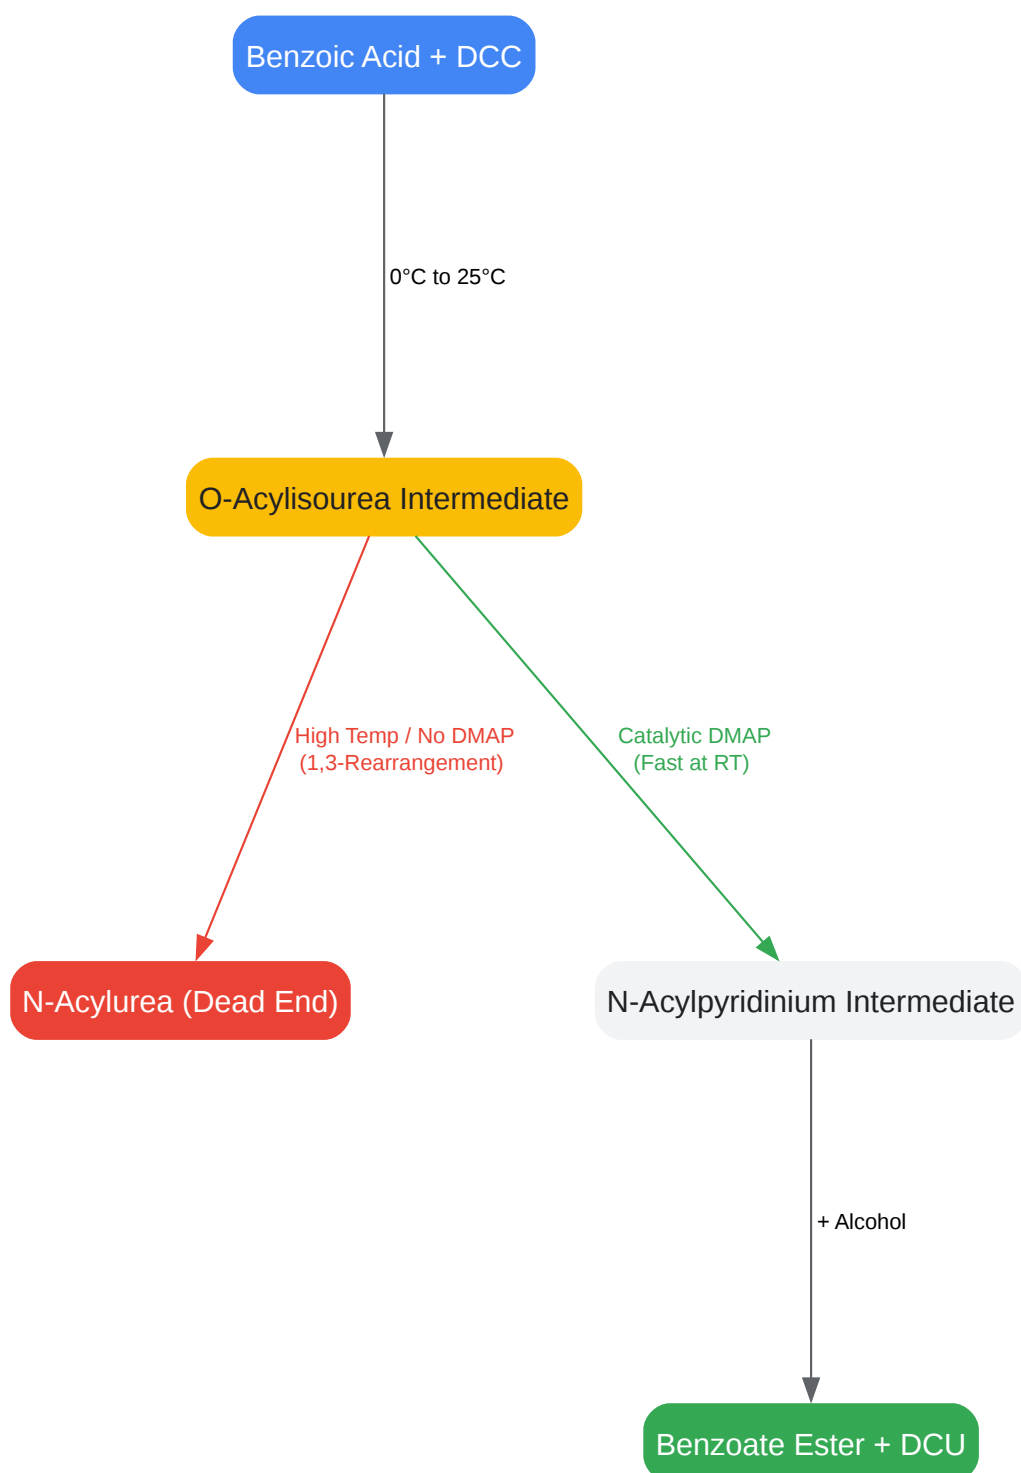 Benzoic Acid + DCC
0°C to 25°C
O-Acylisourea Intermediate
High Temp / No DMAP
(1,3-Rearrangement)
Catalytic DMAP
(Fast at RT)
N-Acylurea (Dead End)
N-Acylpyridinium Intermediate
+ Alcohol
Benzoate Ester + DCU